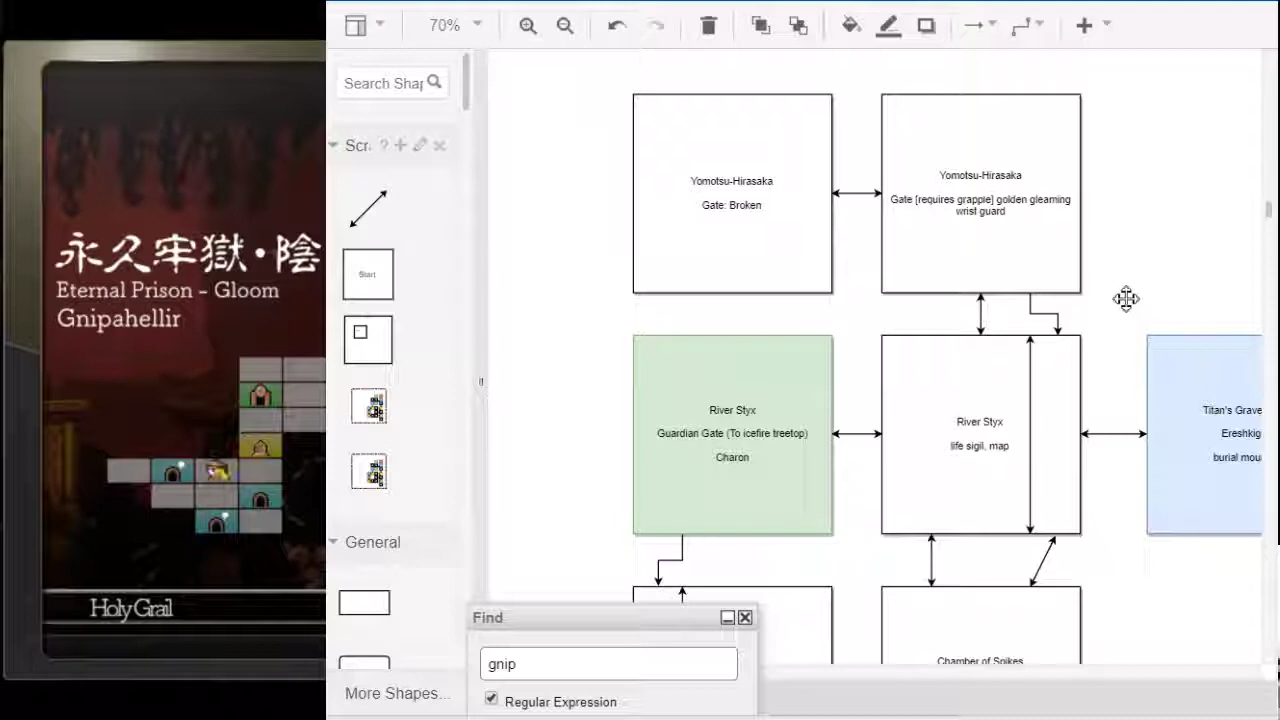 永久牢獄・陰
Eternal Prison - Gloom
Gnipahellir
Holy Grail
70%
Search Shap
Scr.
Start
General
More Shapes...
Yomotsu-Hirasaka
Gate: Broken
Yomotsu-Hirasaka
Gate [requires grapple] golden gleaming
wrist guard
River Styx
Guardian Gate (To icefire treetop)
Charon
River Styx
life sigil, map
Titan's Grave
Ereshkig
burial mou
Chamber of Spikes
Find
gnip
Regular Expression